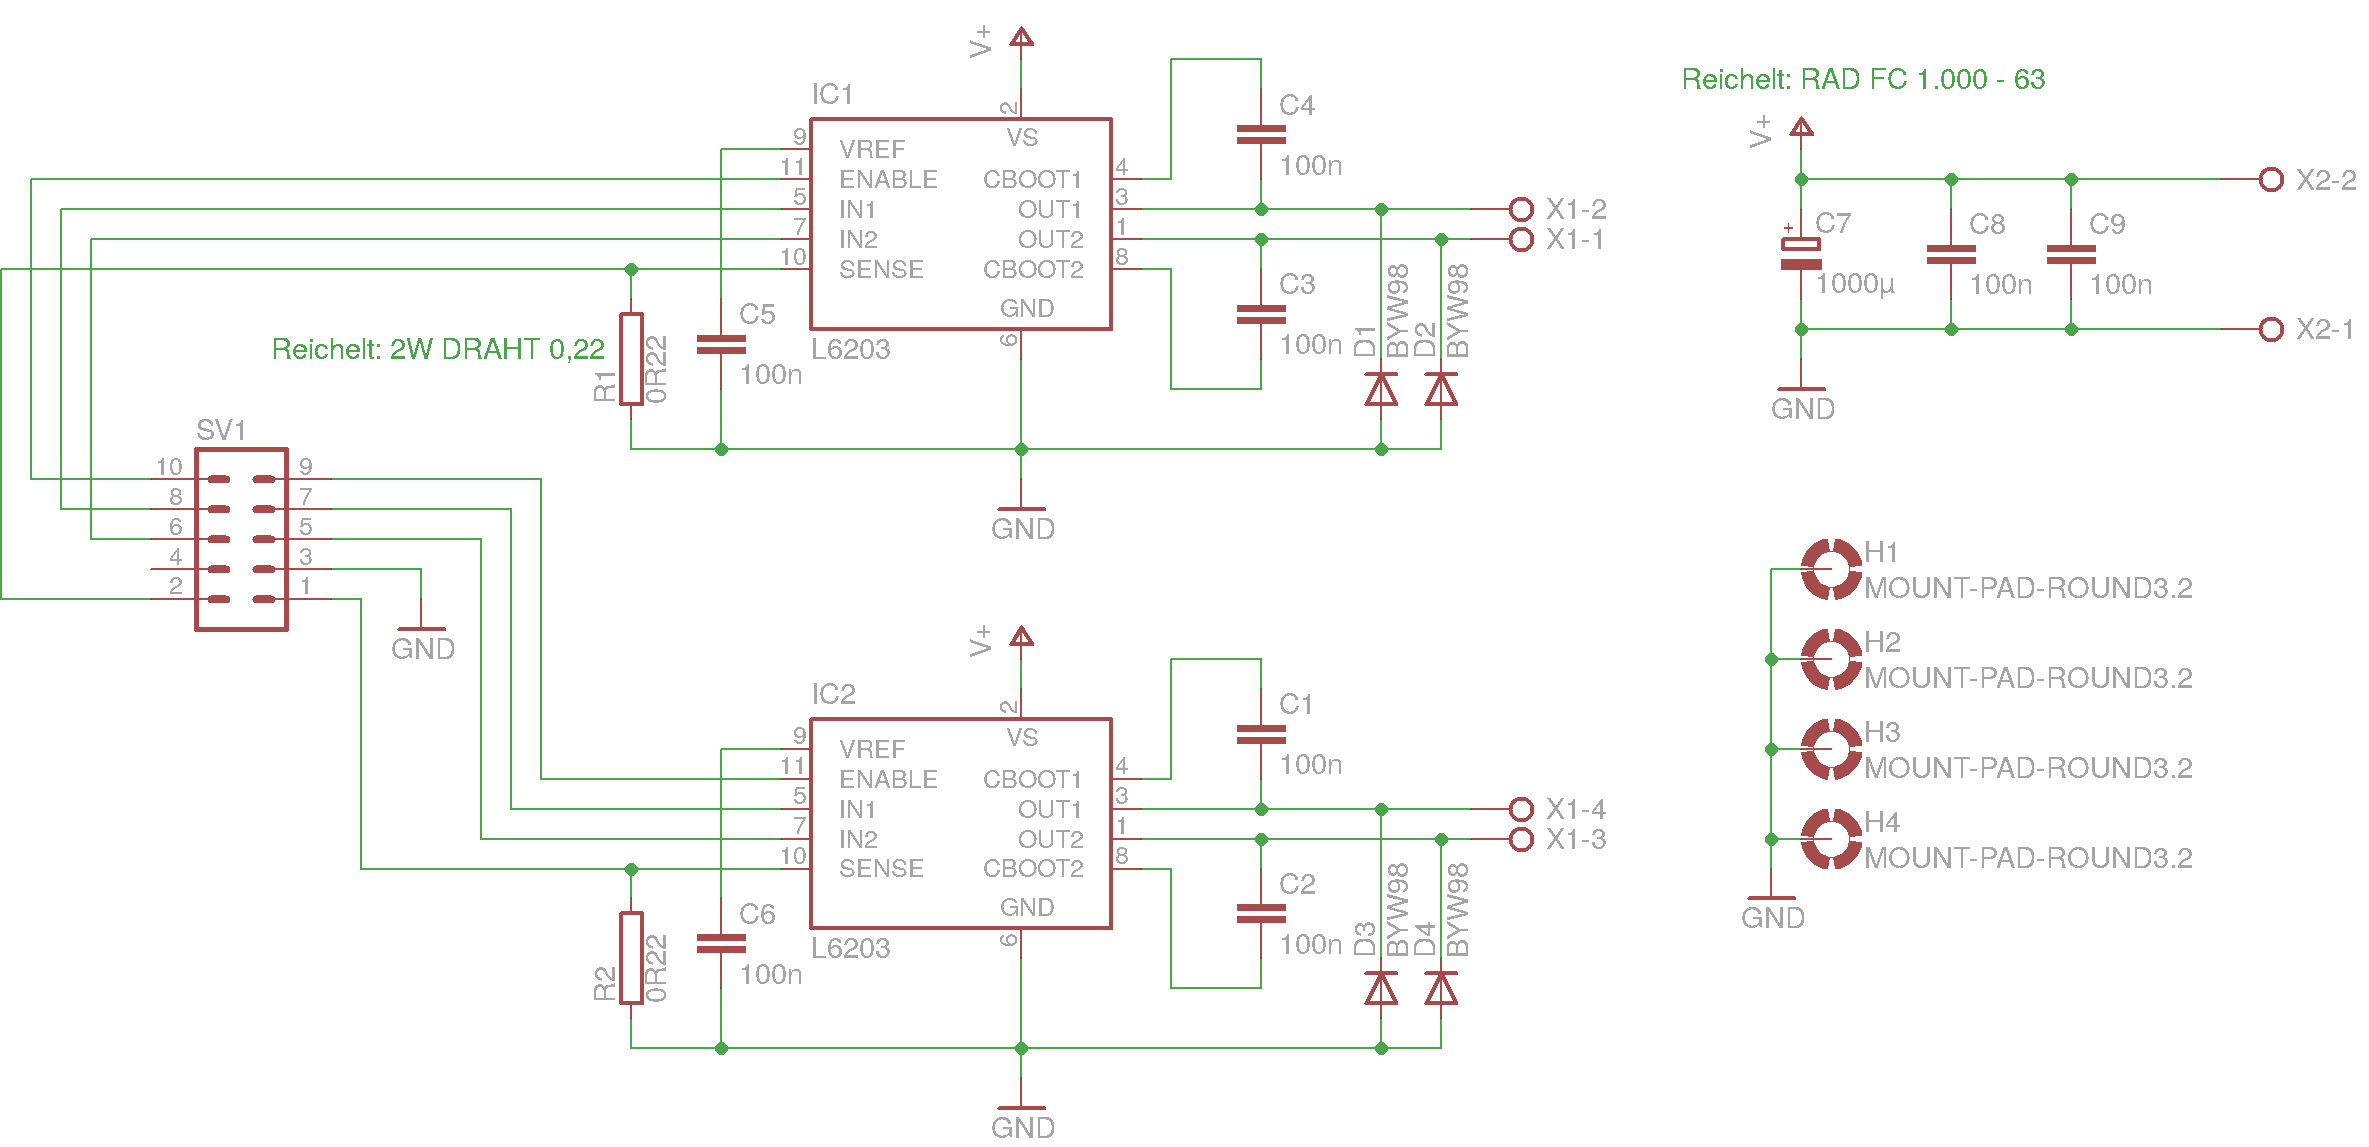 V+
IC1
2
VS
9 VREF
11 ENABLE
5 IN1
7 IN2
10 SENSE
CBOOT1 4
OUT1 3
OUT2 1
CBOOT2 8
GND
6
L6203
C4
100n
C3
100n
X1-2
X1-1
D1
BYW98
D2
BYW98
C5
100n
Reichelt: 2W DRAHT 0,22
R1
0R22
GND
SV1
10 9
8 7
6 5
4 3
2 1
GND
V+
IC2
2
VS
9 VREF
11 ENABLE
5 IN1
7 IN2
10 SENSE
CBOOT1 4
OUT1 3
OUT2 1
CBOOT2 8
GND
6
L6203
C1
100n
C2
100n
X1-4
X1-3
D3
BYW98
D4
BYW98
C6
100n
R2
0R22
GND
Reichelt: RAD FC 1.000 - 63
V+
X2-2
+
C7
1000µ
C8
100n
C9
100n
X2-1
GND
H1
MOUNT-PAD-ROUND3.2
H2
MOUNT-PAD-ROUND3.2
H3
MOUNT-PAD-ROUND3.2
H4
MOUNT-PAD-ROUND3.2
GND